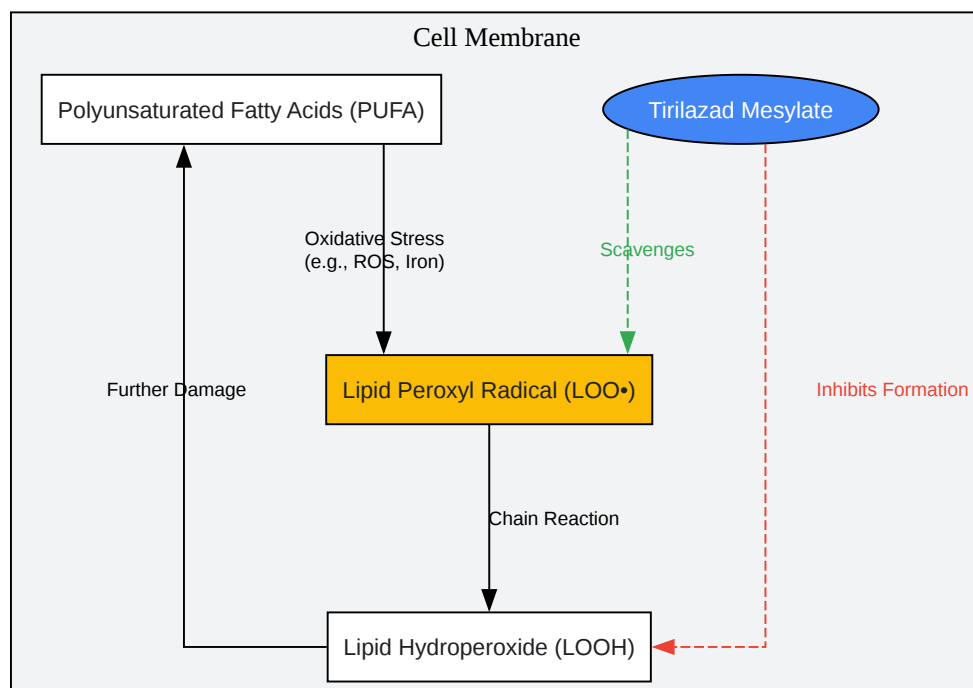 Cell Membrane
Polyunsaturated Fatty Acids (PUFA)
Tirilazad Mesylate
Oxidative Stress
(e.g., ROS, Iron)
Scavenges
Lipid Peroxyl Radical (LOO•)
Further Damage
Inhibits Formation
Chain Reaction
Lipid Hydroperoxide (LOOH)